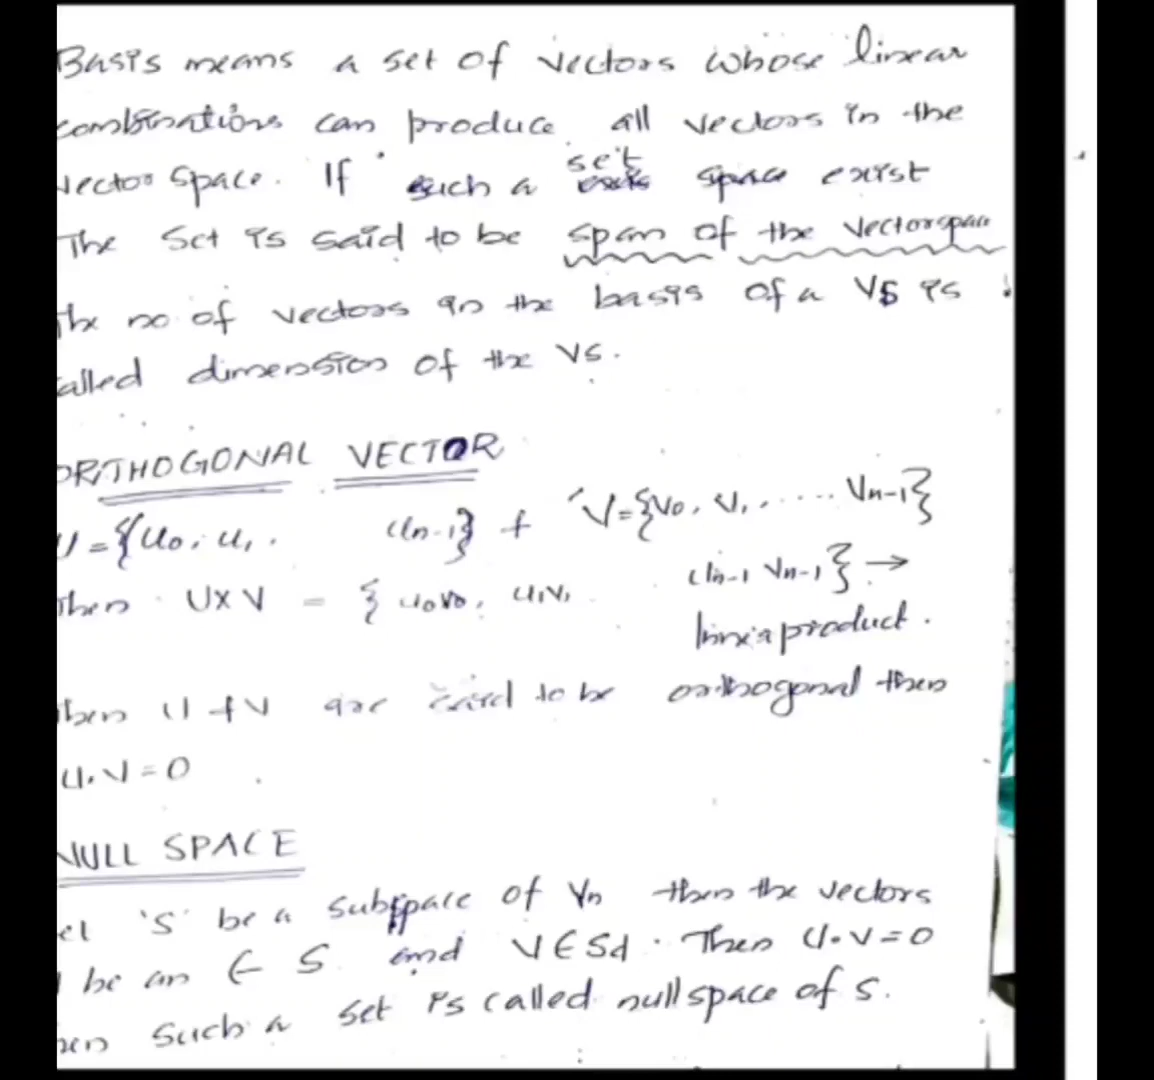 Basis means a set of vectors whose linear
combinations can produce all vectors in the
vector space. If such a set space exist
The set is said to be span of the vectorspace
The no of vectors in the basis of a VS is
called dimension of the VS.
ORTHOGONAL VECTOR
U={u0, u1, . un-1} + V={v0, v1, ..... Vn-1}
Then UXV = {u0v0, u1v1 un-1 vn-1} →
product.
then U + V are said to be orthogonal then
U.V=0
NULL SPACE
Let 'S' be a subspace of Vn then the vectors
be an ∈ S and V∈Sd. Then U.V=0
then such a set is called nullspace of S.